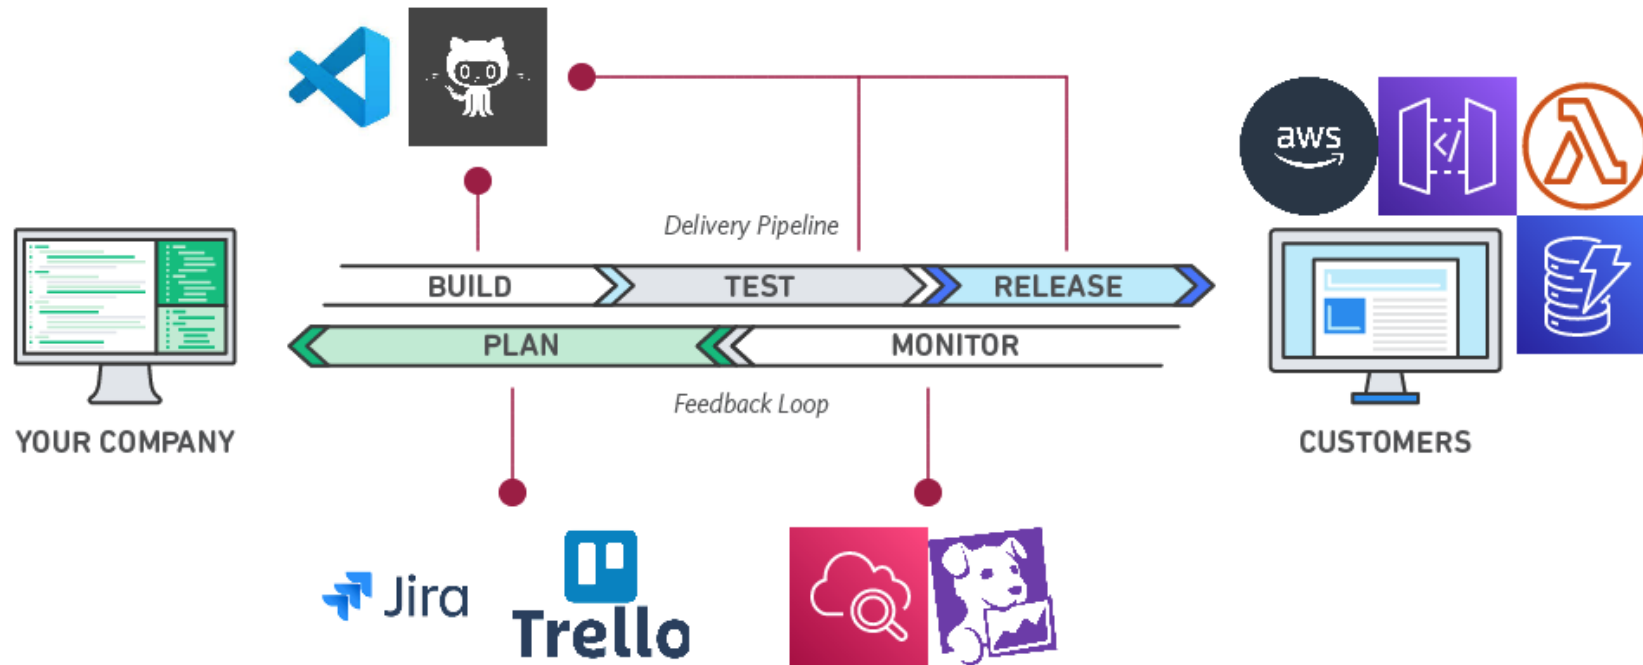 aws
</>
Delivery Pipeline
BUILD
TEST
RELEASE
PLAN
MONITOR
Feedback Loop
YOUR COMPANY
CUSTOMERS
Jira
Trello